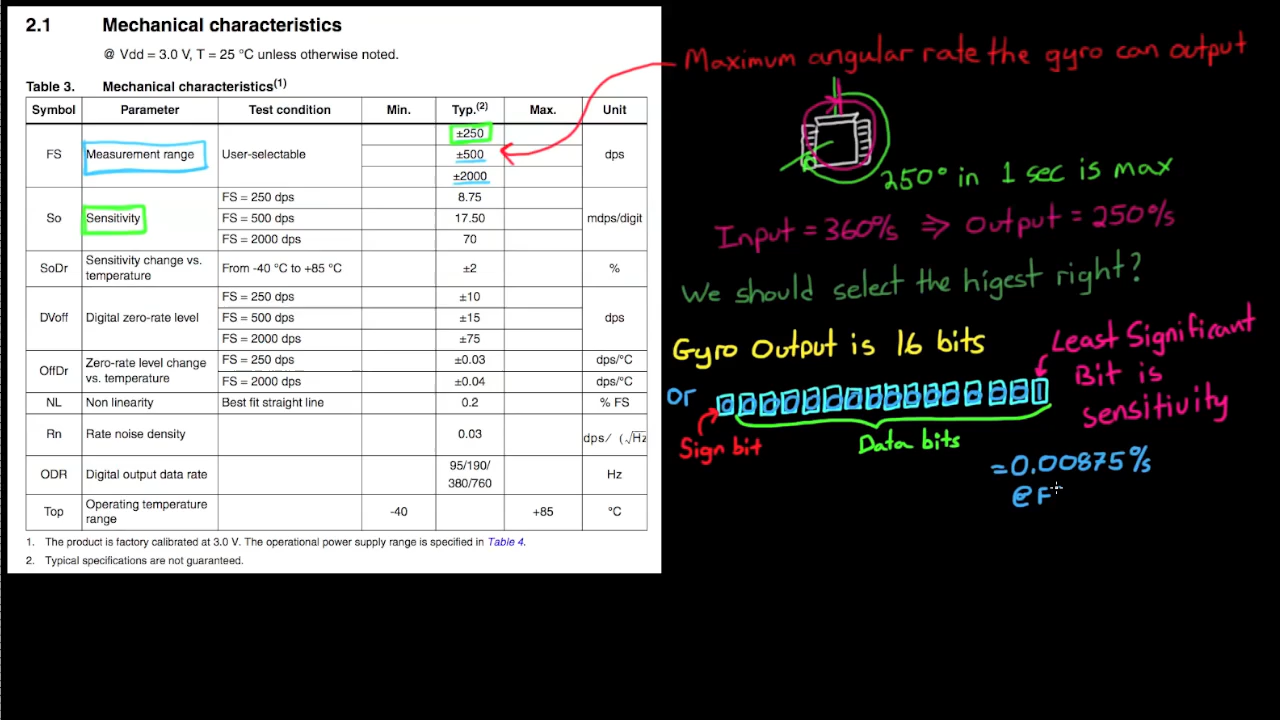 2.1 Mechanical characteristics
@ Vdd = 3.0 V, T = 25 °C unless otherwise noted.
Table 3. Mechanical characteristics(1)
Symbol Parameter Test condition Min. Typ.(2) Max. Unit
FS Measurement range User-selectable ±250 dps
±500
±2000
So Sensitivity FS = 250 dps 8.75 mdps/digit
FS = 500 dps 17.50
FS = 2000 dps 70
SoDr Sensitivity change vs. temperature From -40 °C to +85 °C ±2 %
DVoff Digital zero-rate level FS = 250 dps ±10 dps
FS = 500 dps ±15
FS = 2000 dps ±75
OffDr Zero-rate level change vs. temperature FS = 250 dps ±0.03 dps/°C
FS = 2000 dps ±0.04 dps/°C
NL Non linearity Best fit straight line 0.2 % FS
Rn Rate noise density 0.03 dps/ (√Hz
ODR Digital output data rate 95/190/ 380/760 Hz
Top Operating temperature range -40 +85 °C
1. The product is factory calibrated at 3.0 V. The operational power supply range is specified in Table 4.
2. Typical specifications are not guaranteed.
Maximum angular rate the gyro can output
250° in 1 sec is max
Input = 360°/s ⇒ Output = 250°/s
We should select the higest right?
Gyro Output is 16 bits
or 0000000000000001
Sign bit
Data bits
Least Significant
Bit is
sensitivity
= 0.00875°/s
@ F